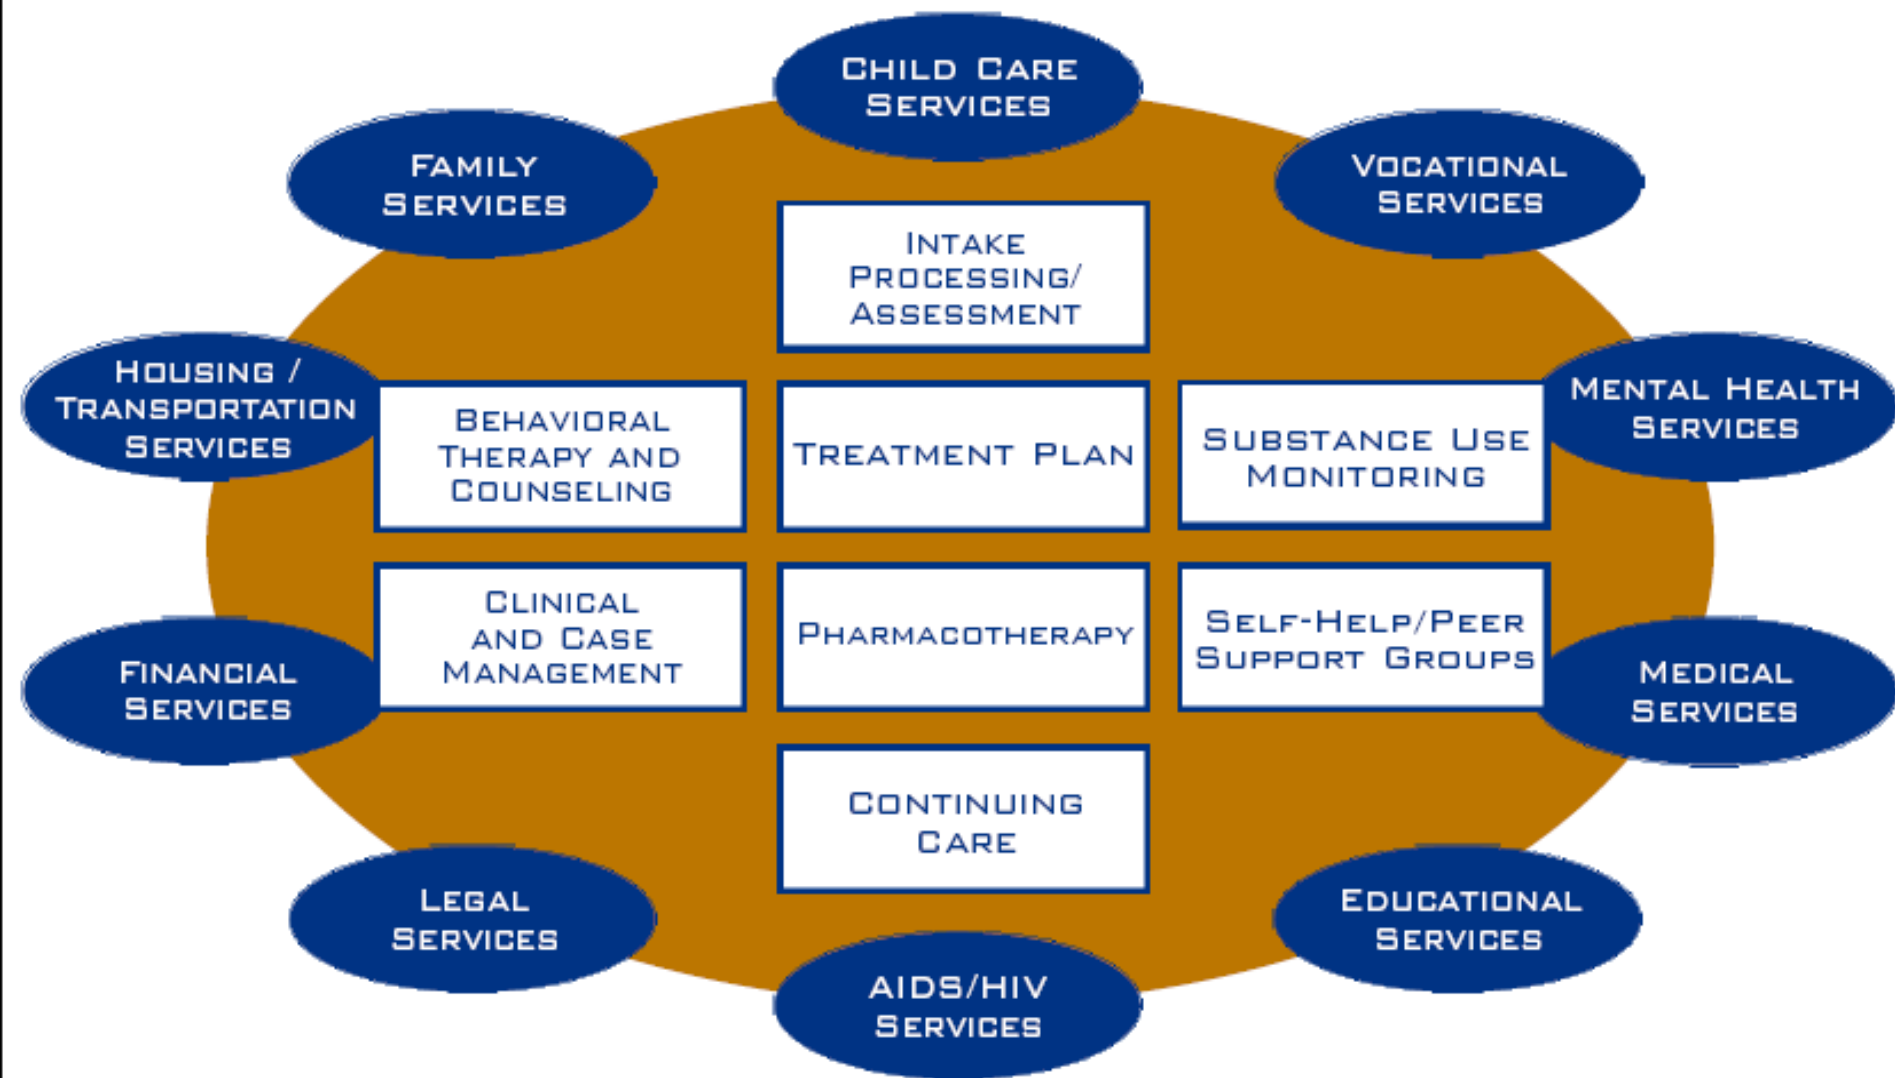 CHILD CARE
SERVICES
FAMILY
SERVICES
VOCATIONAL
SERVICES
INTAKE
PROCESSING/
ASSESSMENT
HOUSING /
TRANSPORTATION
SERVICES
BEHAVIORAL
THERAPY AND
COUNSELING
TREATMENT PLAN
SUBSTANCE USE
MONITORING
MENTAL HEALTH
SERVICES
FINANCIAL
SERVICES
CLINICAL
AND CASE
MANAGEMENT
PHARMACOTHERAPY
SELF-HELP/PEER
SUPPORT GROUPS
MEDICAL
SERVICES
CONTINUING
CARE
LEGAL
SERVICES
AIDS/HIV
SERVICES
EDUCATIONAL
SERVICES